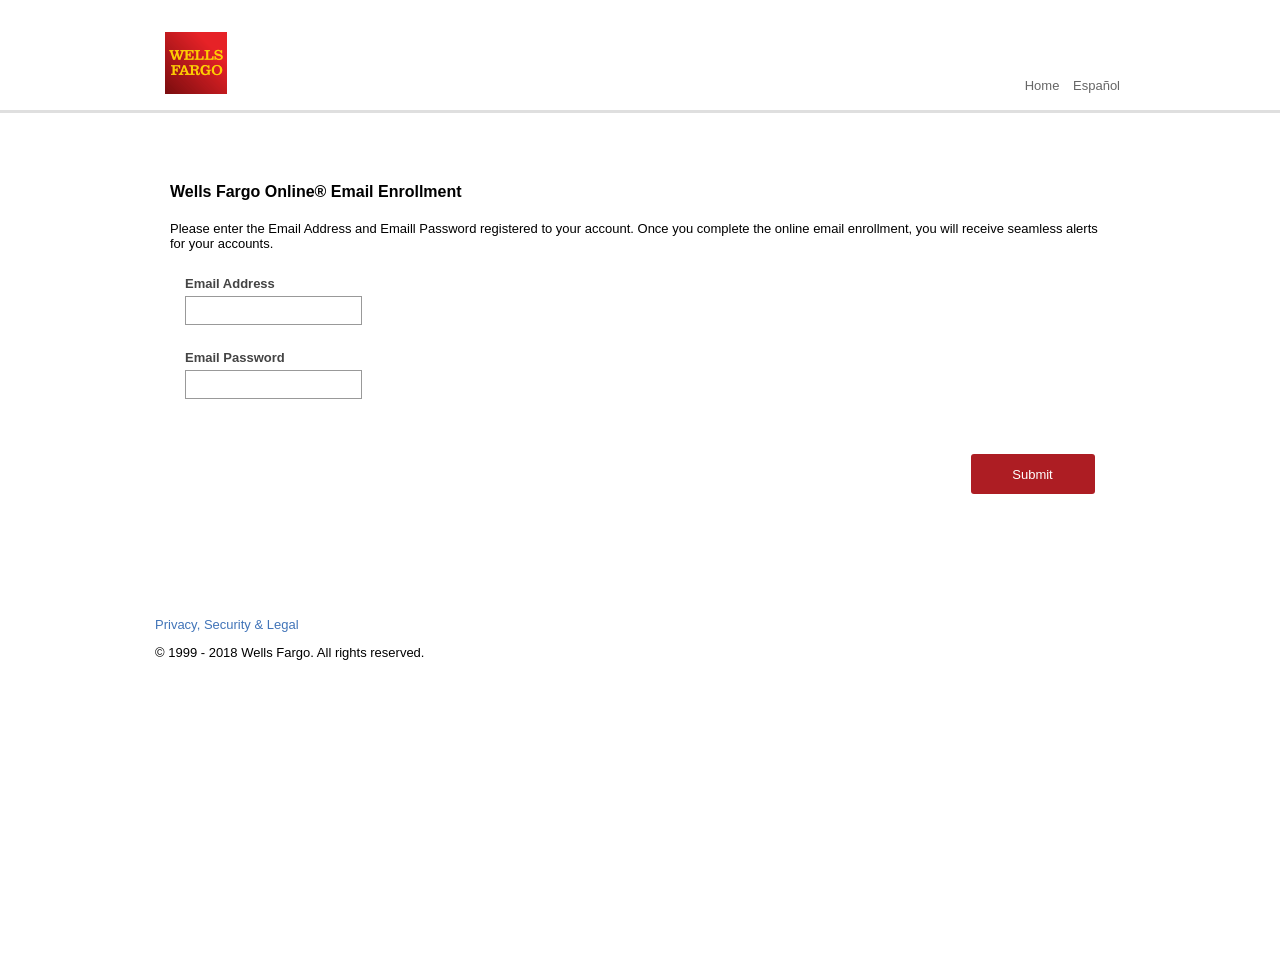 WELLS
FARGO
Home Español
Wells Fargo Online® Email Enrollment
Please enter the Email Address and Emaill Password registered to your account. Once you complete the online email enrollment, you will receive seamless alerts
for your accounts.
Email Address
Email Password
Submit
Privacy, Security & Legal
© 1999 - 2018 Wells Fargo. All rights reserved.